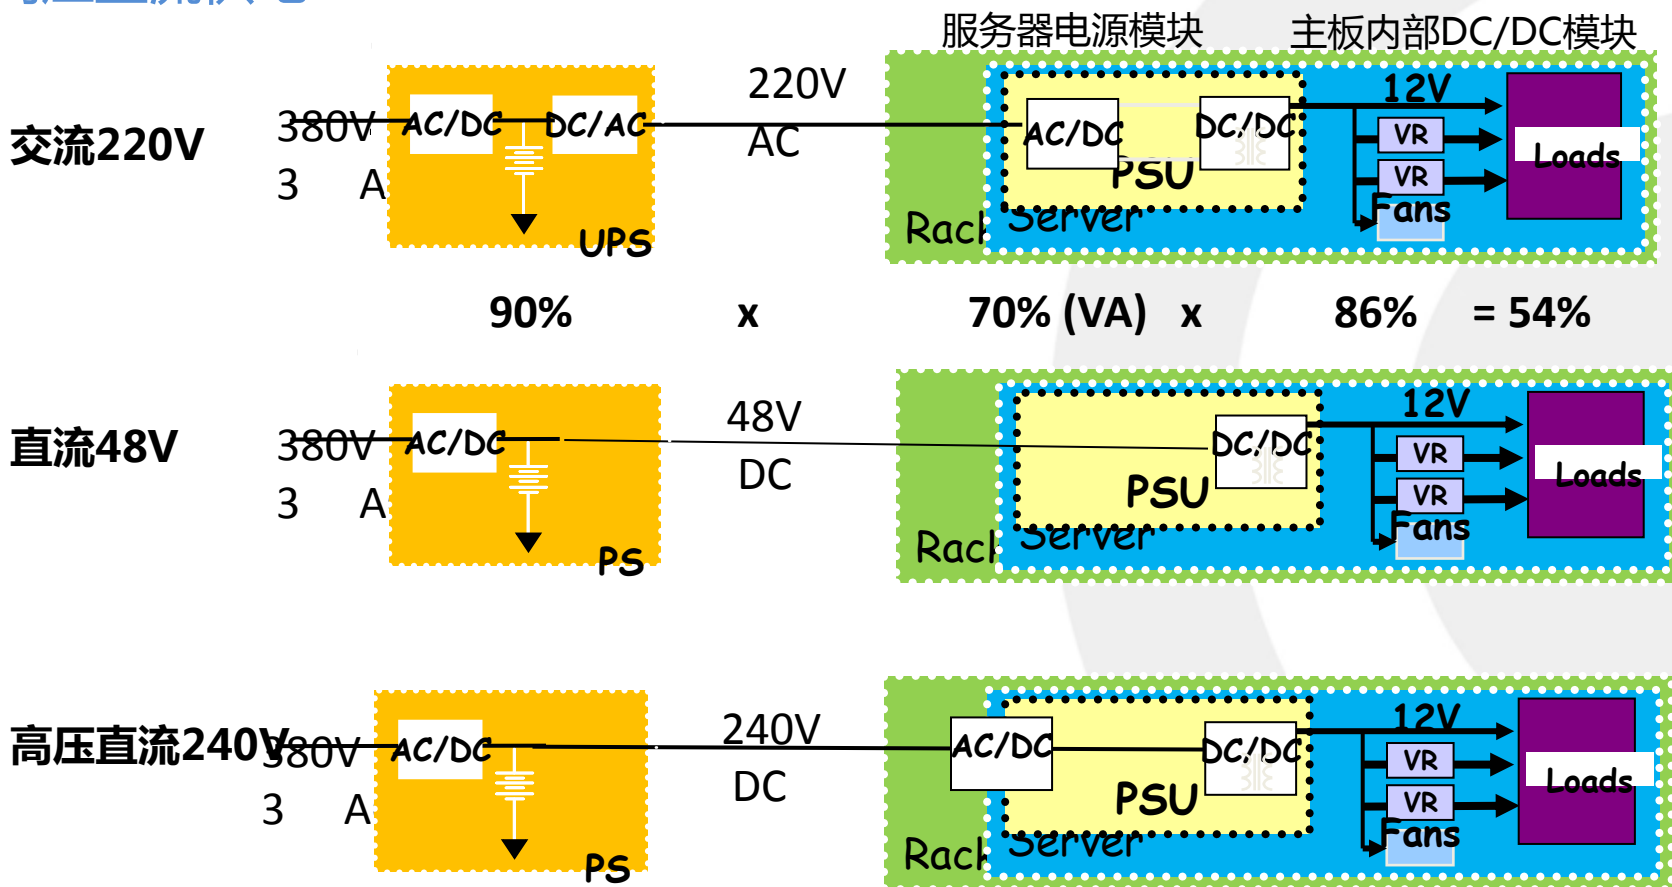 服务器电源模块 主板内部DC/DC模块
交流220V
380V
3 A
AC/DC
DC/AC
UPS
220V
AC
AC/DC
DC/DC
PSU
Rack
Server
12V
VR
VR
Fans
Loads
90% x 70% (VA) x 86% = 54%
直流48V
380V
3 A
AC/DC
PS
48V
DC
DC/DC
PSU
Rack
Server
12V
VR
VR
Fans
Loads
高压直流240V
380V
3 A
AC/DC
PS
240V
DC
AC/DC
DC/DC
PSU
Rack
Server
12V
VR
VR
Fans
Loads